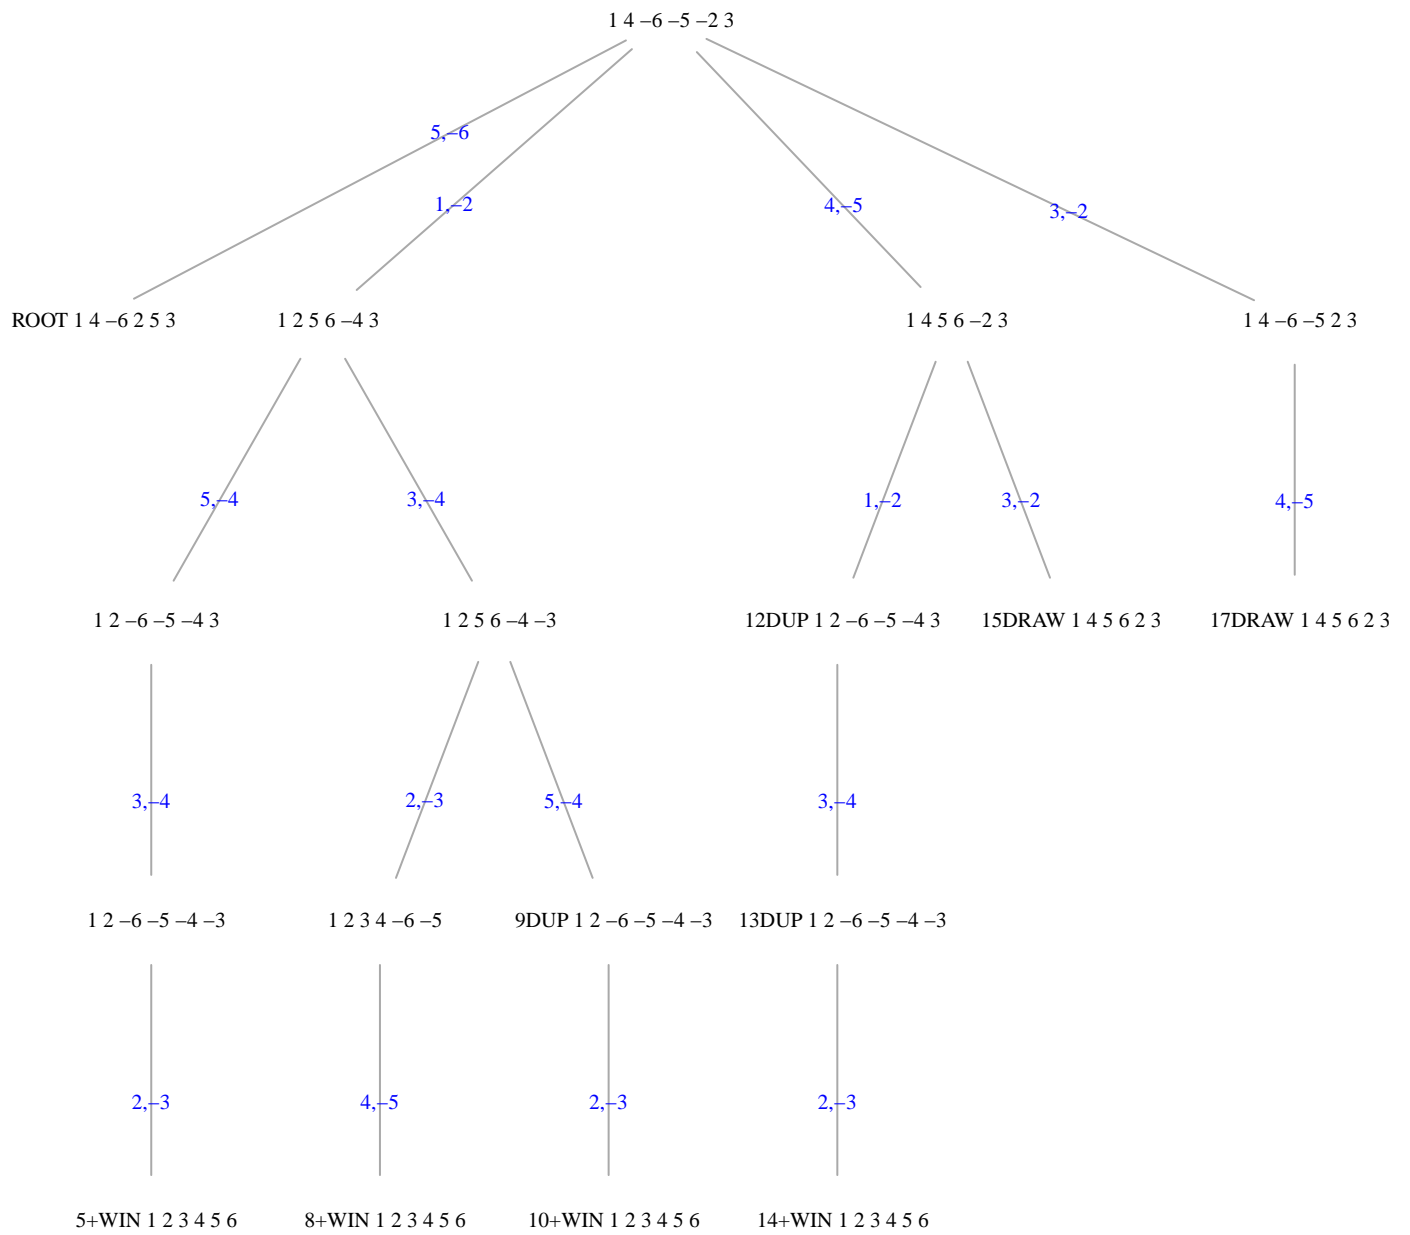 1 4 –6 –5 –2 3
5,–6
1,–2
4,–5
3,–2
ROOT 1 4 –6 2 5 3
1 2 5 6 –4 3
1 4 5 6 –2 3
1 4 –6 –5 2 3
5,–4
3,–4
1,–2
3,–2
4,–5
1 2 –6 –5 –4 3
1 2 5 6 –4 –3
12DUP 1 2 –6 –5 –4 3
15DRAW 1 4 5 6 2 3
17DRAW 1 4 5 6 2 3
3,–4
2,–3
5,–4
3,–4
1 2 –6 –5 –4 –3
1 2 3 4 –6 –5
9DUP 1 2 –6 –5 –4 –3
13DUP 1 2 –6 –5 –4 –3
2,–3
4,–5
2,–3
2,–3
5+WIN 1 2 3 4 5 6
8+WIN 1 2 3 4 5 6
10+WIN 1 2 3 4 5 6
14+WIN 1 2 3 4 5 6